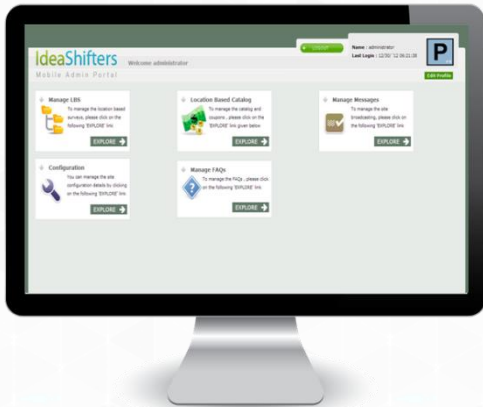 LOGOUT
Name : administrator
Last Login : 12/30/ '12 06:21:08
P
Edit Profile
IdeaShifters
Welcome administrator
Mobile Admin Portal
Manage LBS
To manage the location based
surveys, please click on the
following 'EXPLORE' link
EXPLORE
Location Based Catalog
To manage the catalog and
coupons , please click on the
'EXPLORE' link given below
EXPLORE
Manage Messages
To manage the site
broadcasting, please click on
the following 'EXPLORE' link
EXPLORE
Configuration
You can manage the site
configuration details by clicking
on the following 'EXPLORE' link
EXPLORE
Manage FAQs
To manage the FAQs , please click
on the following 'EXPLORE' link
EXPLORE